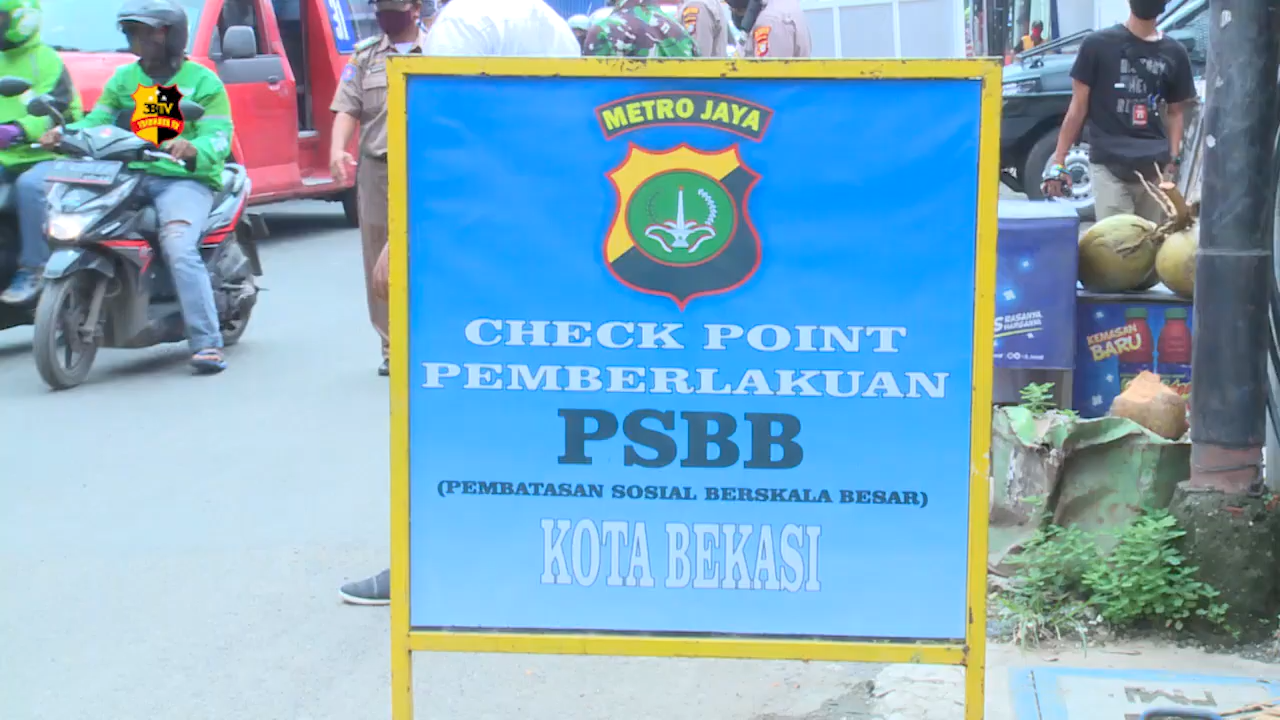 METRO JAYA
CHECK POINT
PEMBERLAKUAN
PSBB
(PEMBATASAN SOSIAL BERSKALA BESAR)
KOTA BEKASI
KEMASAN
BARU